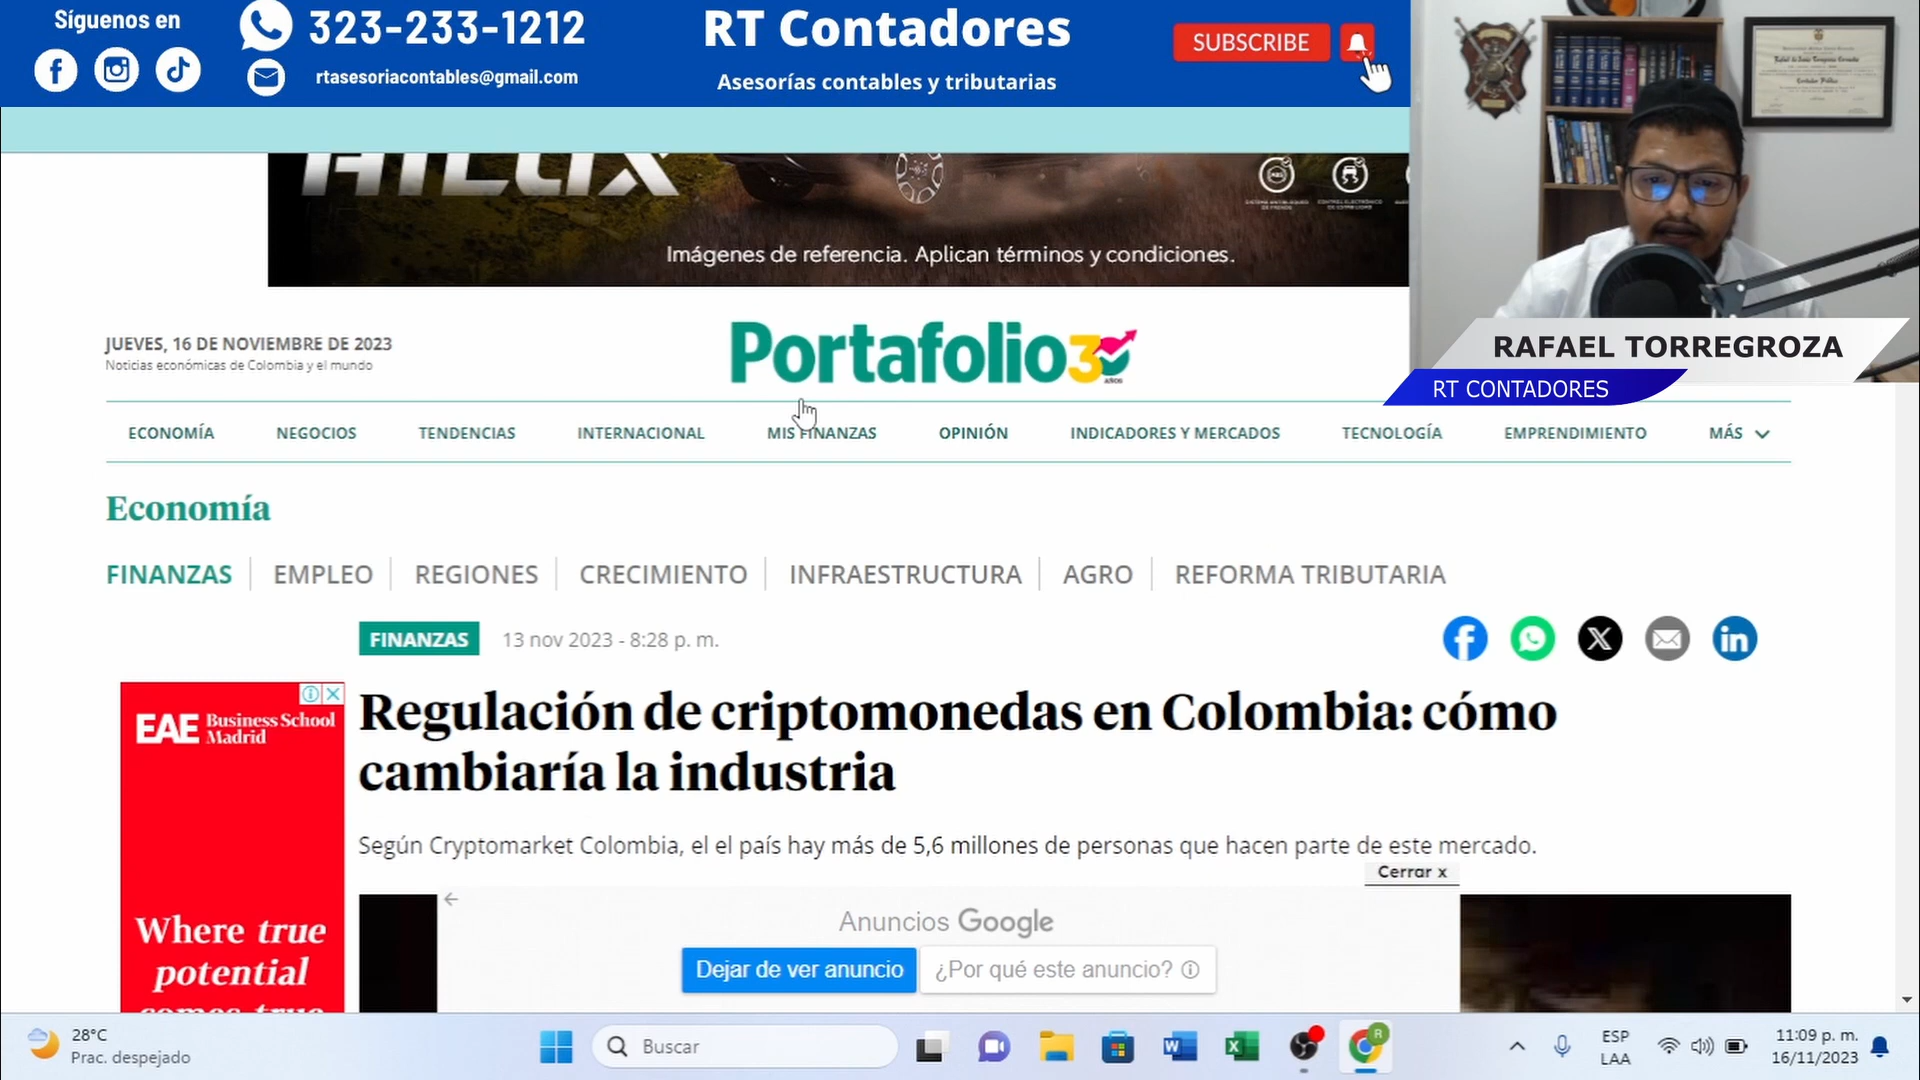 Síguenos en
323-233-1212
rtasesoriacontables@gmail.com
RT Contadores
Asesorías contables y tributarias
SUBSCRIBE
HILUX
Imágenes de referencia. Aplican términos y condiciones.
RAFAEL TORREGROZA
RT CONTADORES
JUEVES, 16 DE NOVIEMBRE DE 2023
Noticias económicas de Colombia y el mundo
Portafolio 30
AÑOS
ECONOMÍA NEGOCIOS TENDENCIAS INTERNACIONAL MIS FINANZAS OPINIÓN INDICADORES Y MERCADOS TECNOLOGÍA EMPRENDIMIENTO MÁS
Economía
FINANZAS EMPLEO REGIONES CRECIMIENTO INFRAESTRUCTURA AGRO REFORMA TRIBUTARIA
FINANZAS 13 nov 2023 - 8:28 p. m.
Regulación de criptomonedas en Colombia: cómo
cambiaría la industria
Según Cryptomarket Colombia, el el país hay más de 5,6 millones de personas que hacen parte de este mercado.
EAE Business School
Madrid
Where true
potential
comes true
Cerrar x
Anuncios Google
Dejar de ver anuncio
¿Por qué este anuncio?
28°C
Prac. despejado
Buscar
ESP
LAA
11:09 p. m.
16/11/2023